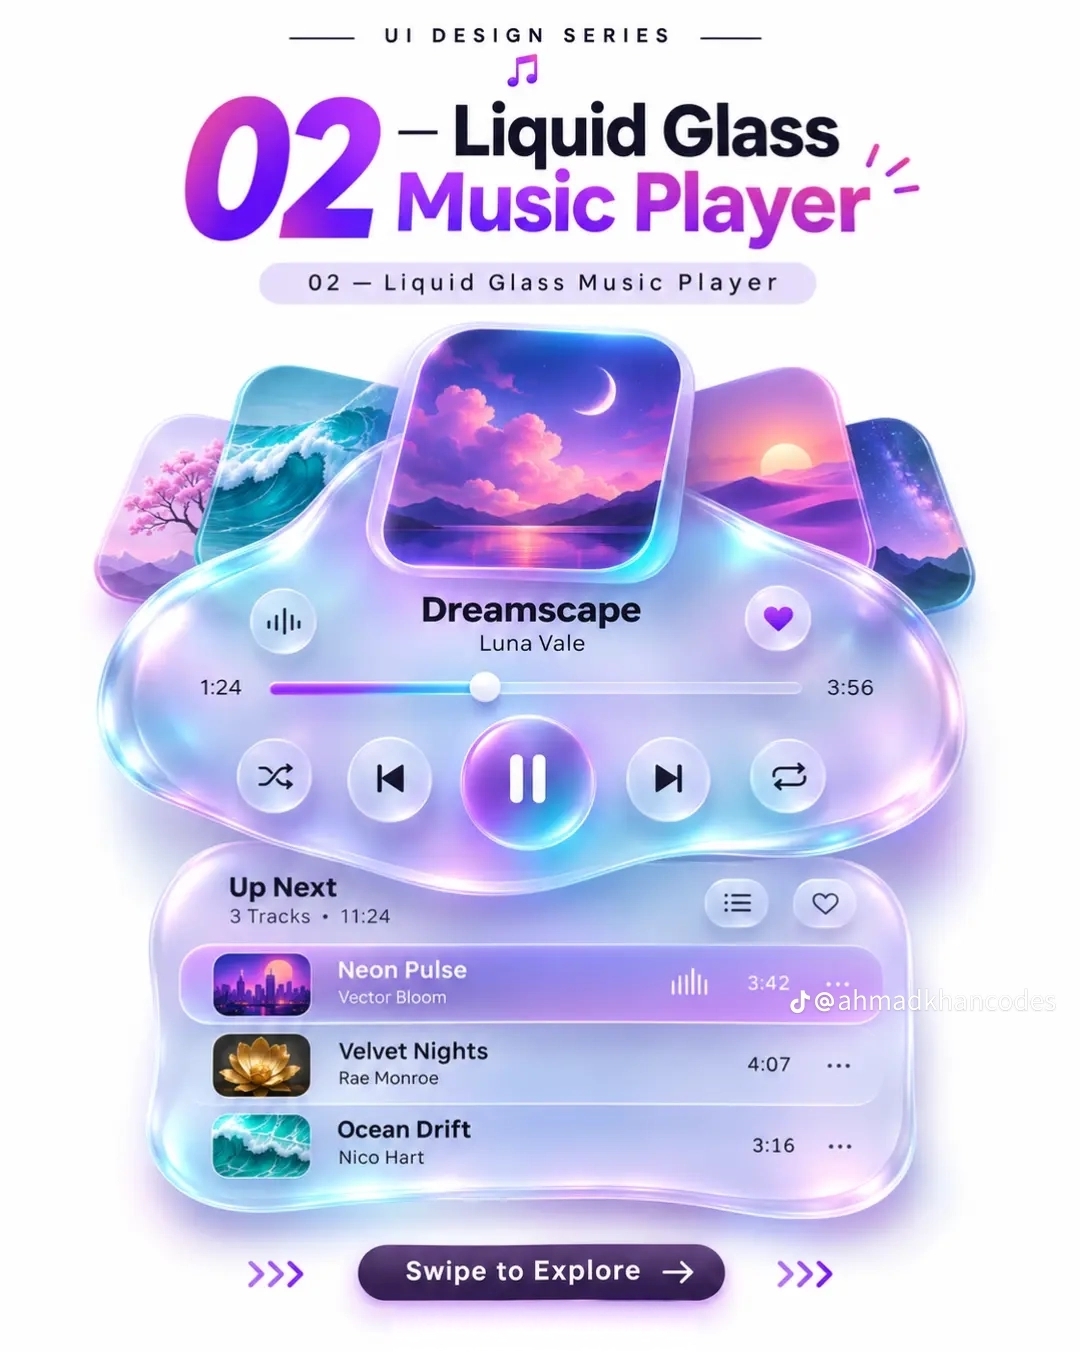 UI DESIGN SERIES
02 — Liquid Glass
Music Player
02 — Liquid Glass Music Player
Dreamscape
Luna Vale
1:24
3:56
Up Next
3 Tracks • 11:24
Neon Pulse
Vector Bloom
3:42
@ahmadkhancodes
Velvet Nights
Rae Monroe
4:07
Ocean Drift
Nico Hart
3:16
Swipe to Explore